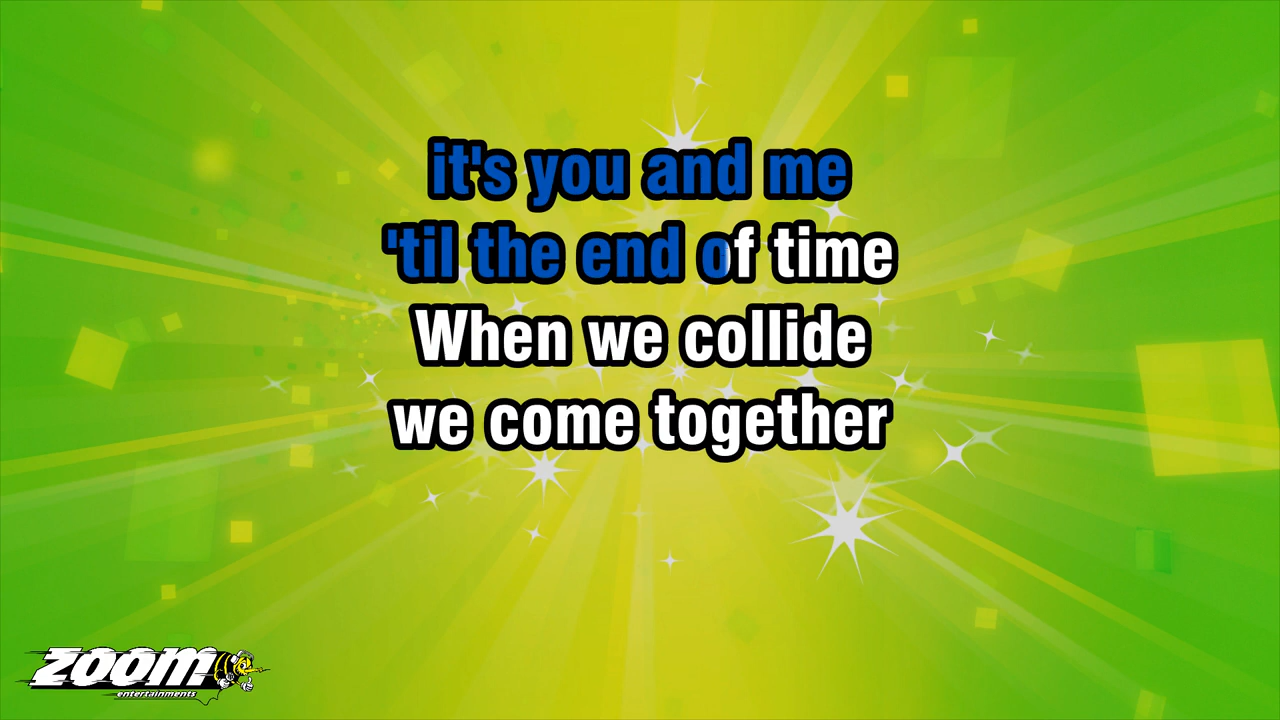 it's you and me
'til the end of time
When we collide
we come together
ZOOM
entertainments